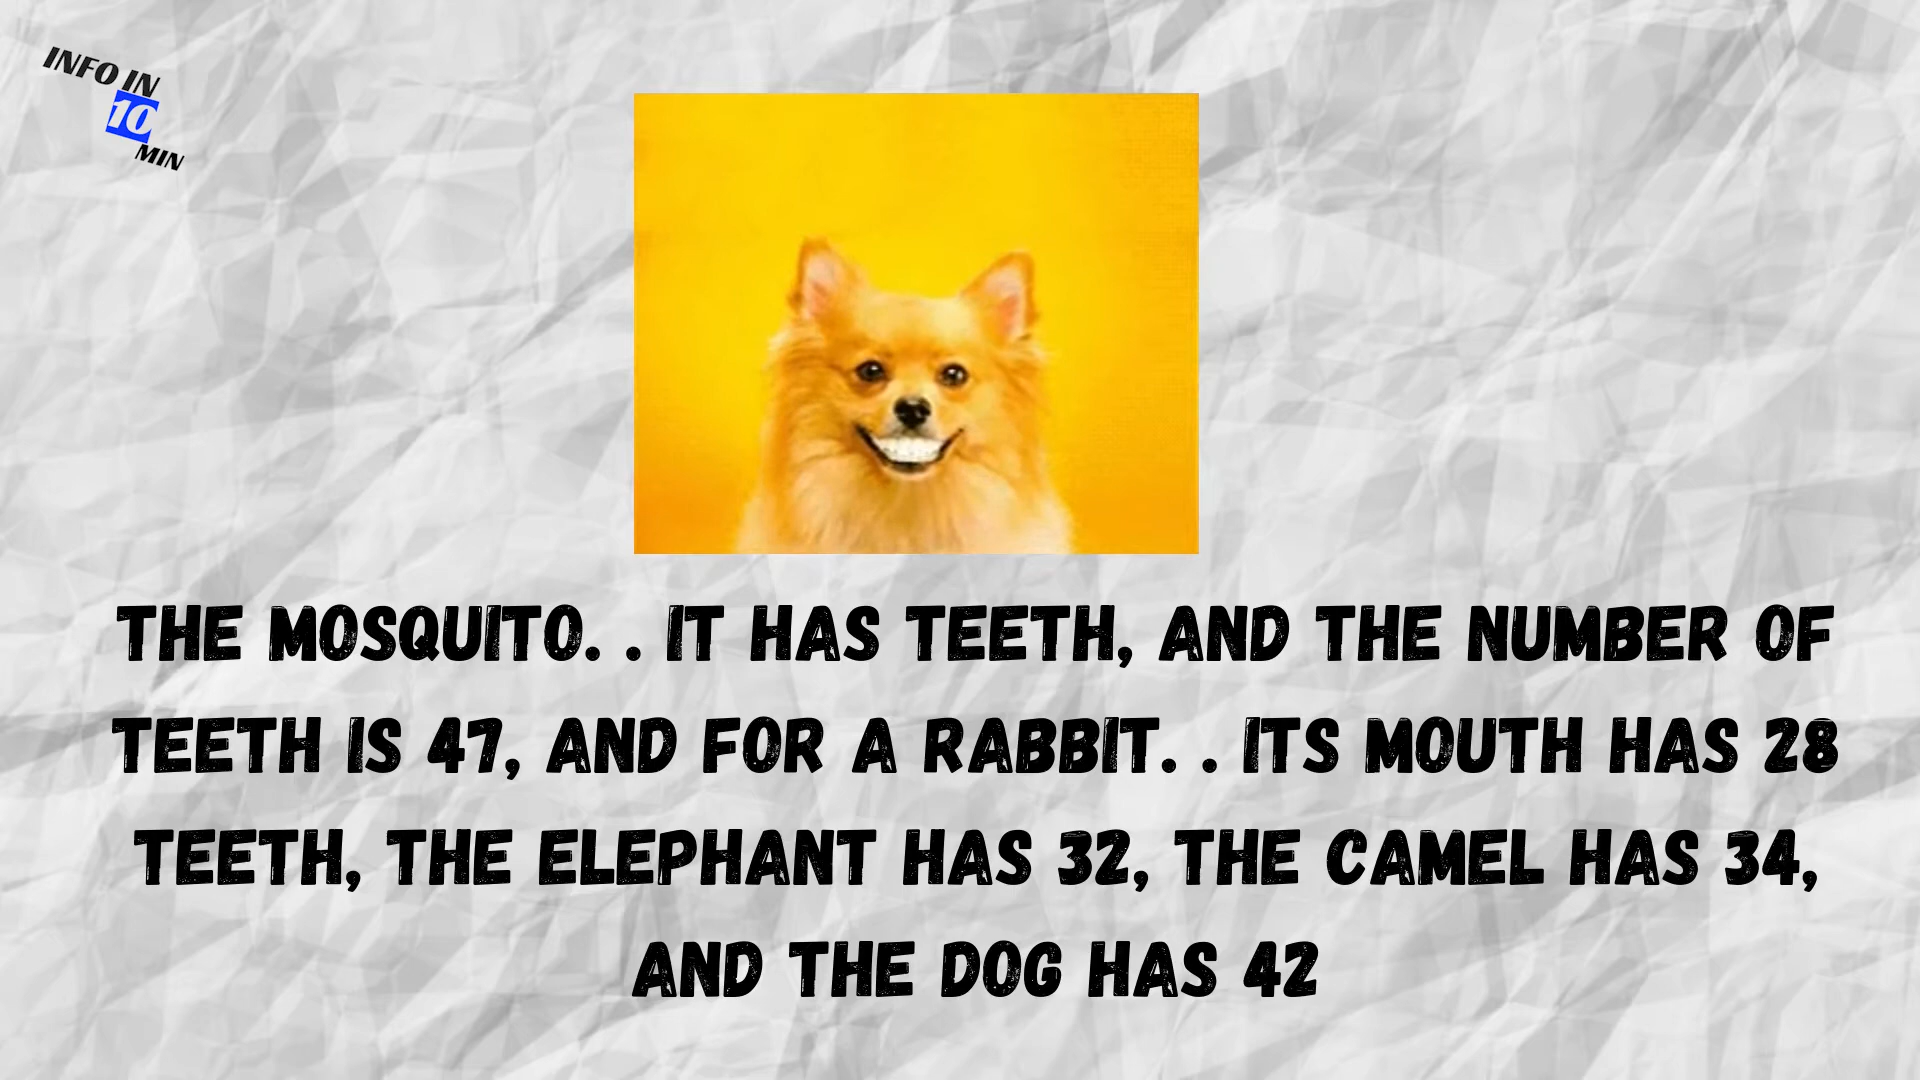 INFO IN
10
MIN
THE MOSQUITO. . IT HAS TEETH, AND THE NUMBER OF
TEETH IS 47, AND FOR A RABBIT. . ITS MOUTH HAS 28
TEETH, THE ELEPHANT HAS 32, THE CAMEL HAS 34,
AND THE DOG HAS 42